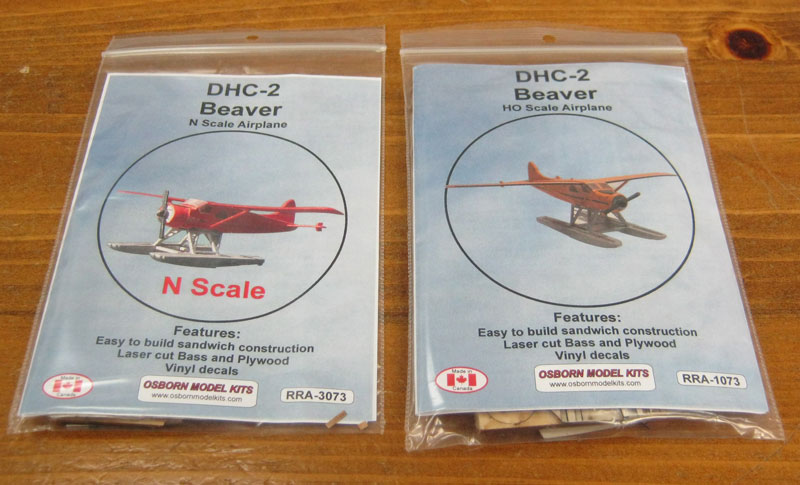 DHC-2
Beaver
N Scale Airplane
N Scale
Features:
Easy to build sandwich construction
Laser cut Bass and Plywood
Vinyl decals
Made in
Canada
OSBORN MODEL KITS
www.osbornmodelkits.com
RRA-3073
DHC-2
Beaver
HO Scale Airplane
Features:
Easy to build sandwich construction
Laser cut Bass and Plywood
Vinyl decals
Made in
Canada
OSBORN MODEL KITS
www.osbornmodelkits.com
RRA-1073